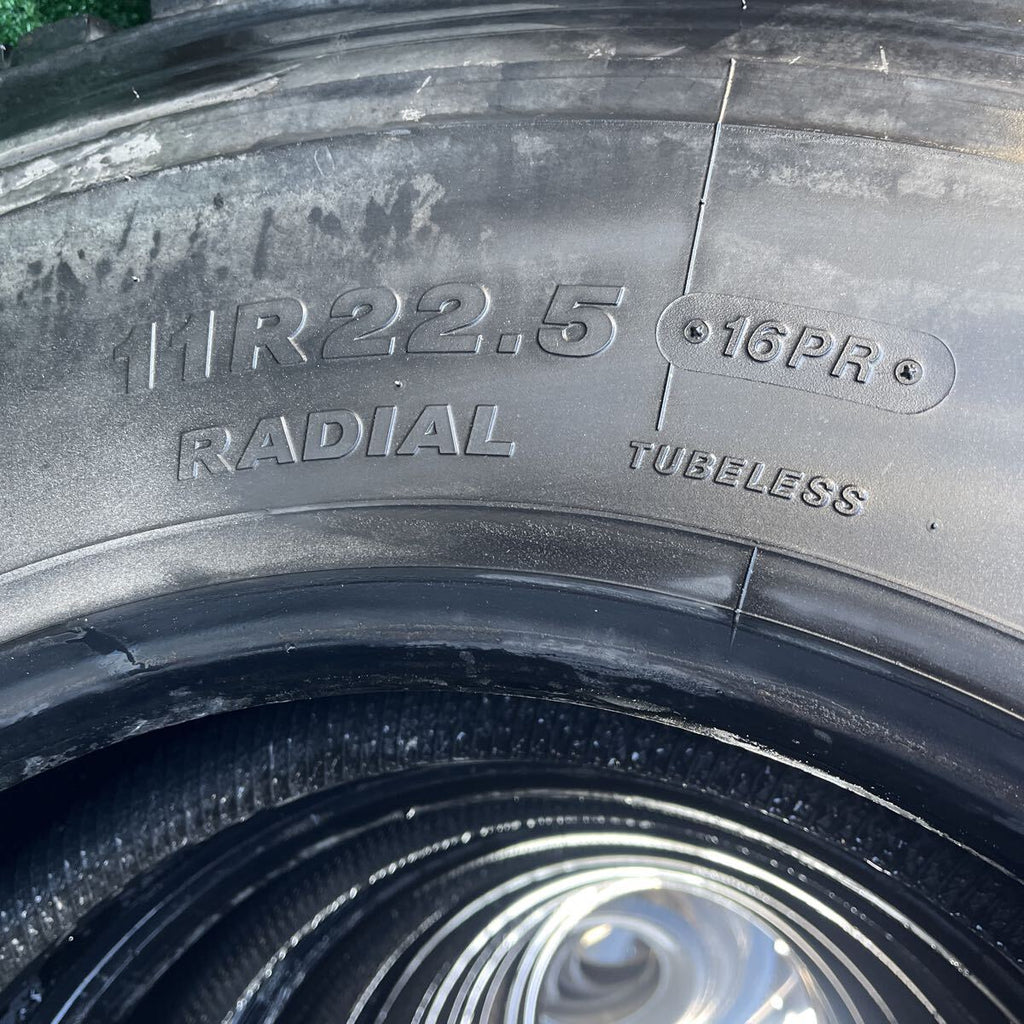 11R22.5
16PR
RADIAL
TUBELESS